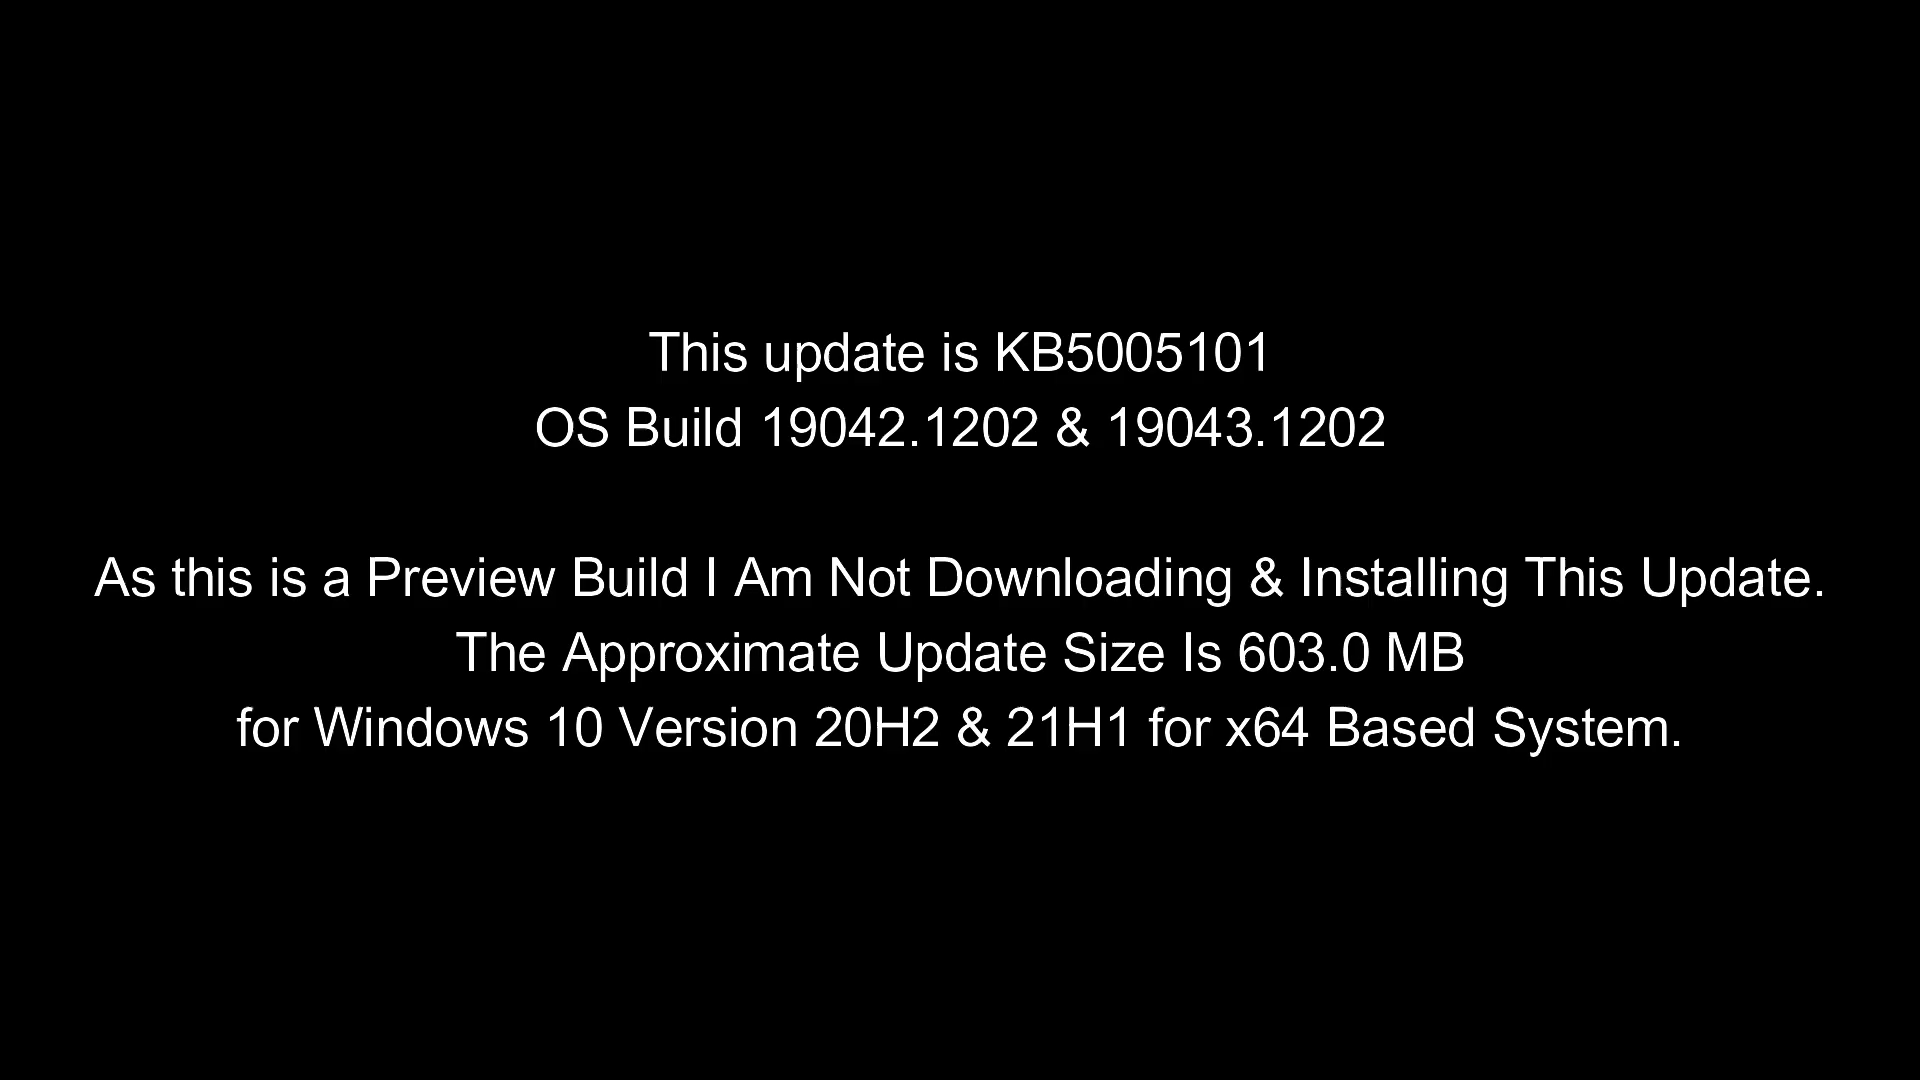 This update is KB5005101
OS Build 19042.1202 & 19043.1202
As this is a Preview Build I Am Not Downloading & Installing This Update.
The Approximate Update Size Is 603.0 MB
for Windows 10 Version 20H2 & 21H1 for x64 Based System.